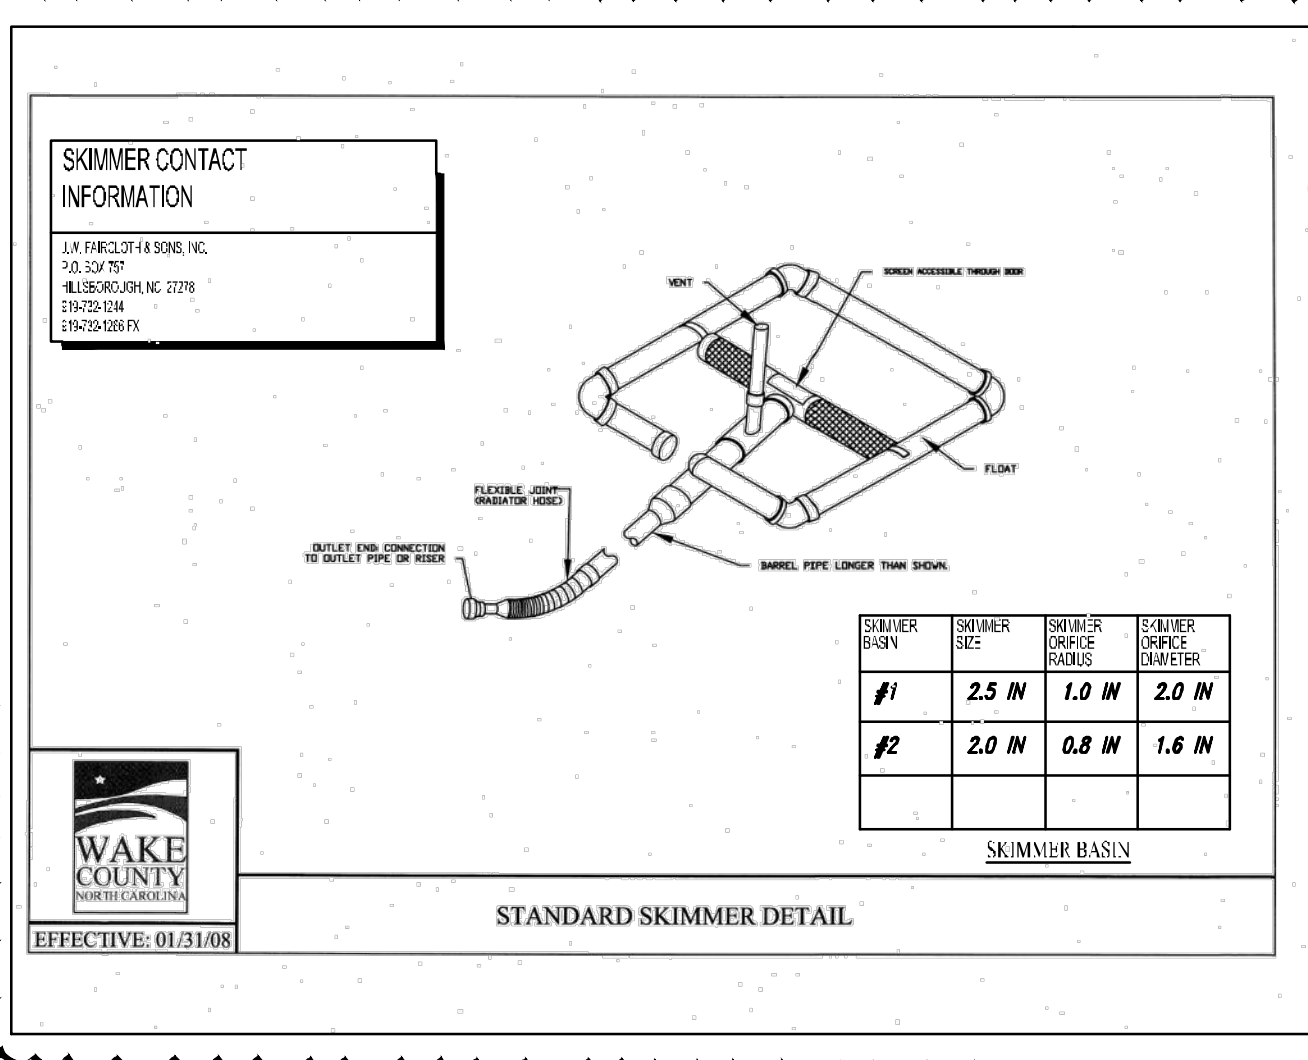 SKIMMER CONTACT
INFORMATION
J.W. FAIRCLOTH & SONS, INC.
P.O. BOX 757
HILLSBOROUGH, NC 27278
919-732-1244
919-732-1266 FX
VENT
SCREEN ACCESSIBLE THROUGH DOOR
FLOAT
FLEXIBLE JOINT
(RADIATOR HOSE)
OUTLET END CONNECTION
TO OUTLET PIPE OR RISER
BARREL PIPE LONGER THAN SHOWN.
SKIMMER BASIN SKIMMER SIZE SKIMMER ORIFICE RADIUS SKIMMER ORIFICE DIAMETER
#1 2.5 IN 1.0 IN 2.0 IN
#2 2.0 IN 0.8 IN 1.6 IN
SKIMMER BASIN
WAKE
COUNTY
NORTH CAROLINA
EFFECTIVE: 01/31/08
STANDARD SKIMMER DETAIL